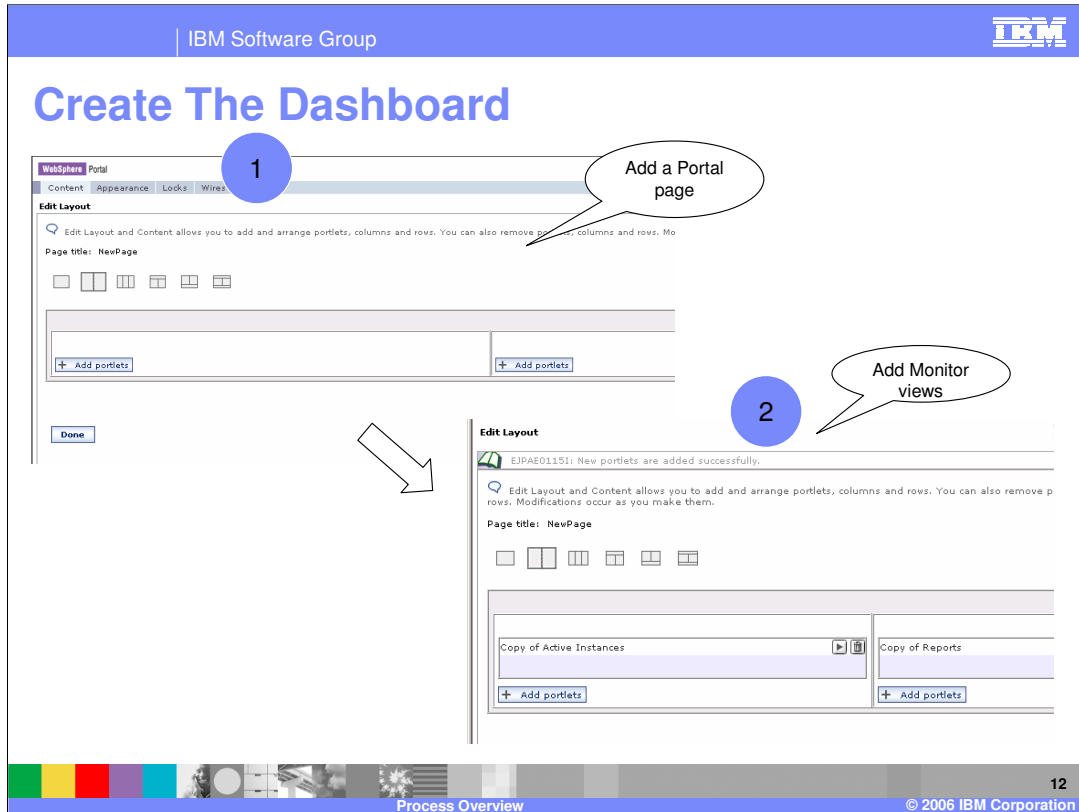 IBM Software Group
IBM
Create The Dashboard
1
Add a Portal
page
WebSphere Portal
Content Appearance Locks Wires
Edit Layout
Edit Layout and Content allows you to add and arrange portlets, columns and rows. You can also remove portlets, columns and rows. Mo
Page title: NewPage
+ Add portlets
+ Add portlets
Done
2
Add Monitor
views
Edit Layout
EJPAE0115I: New portlets are added successfully.
Edit Layout and Content allows you to add and arrange portlets, columns and rows. You can also remove p
rows. Modifications occur as you make them.
Page title: NewPage
Copy of Active Instances
Copy of Reports
+ Add portlets
+ Add portlets
12
Process Overview
© 2006 IBM Corporation